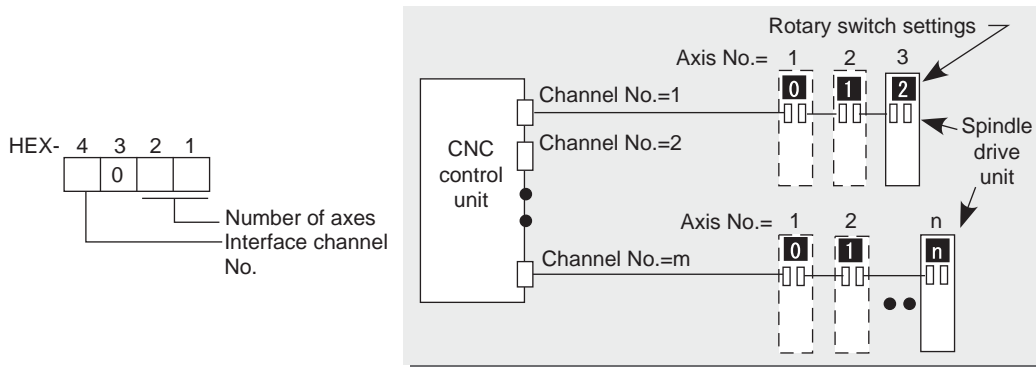 HEX- 4 3 2 1
0
Number of axes
Interface channel
No.
Rotary switch settings
Axis No.= 1 2 3
0 1 2
Channel No.=1
Channel No.=2
CNC
control
unit
Spindle
drive
unit
Axis No.= 1 2 n
0 1 n
Channel No.=m